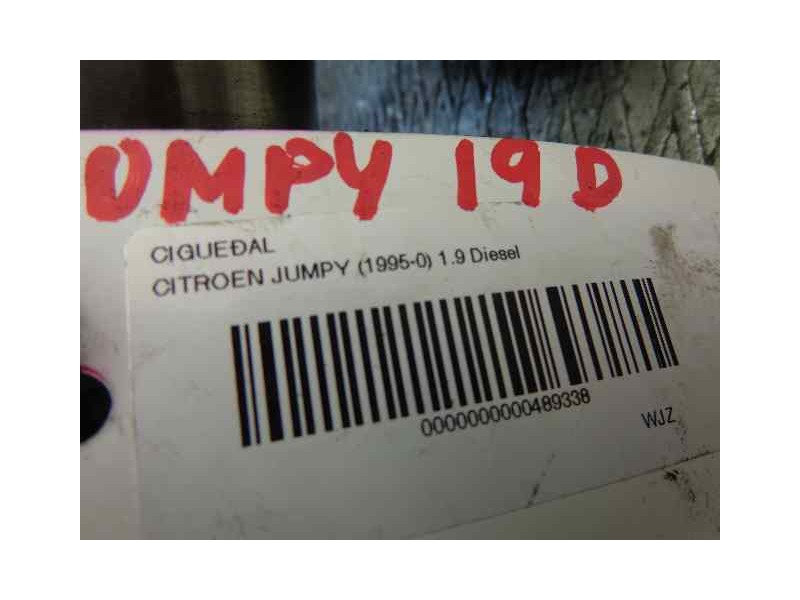 UMPY 19 D
CIGUEÐAL
CITROEN JUMPY (1995-0) 1.9 Diesel
0000000000489338
WJZ